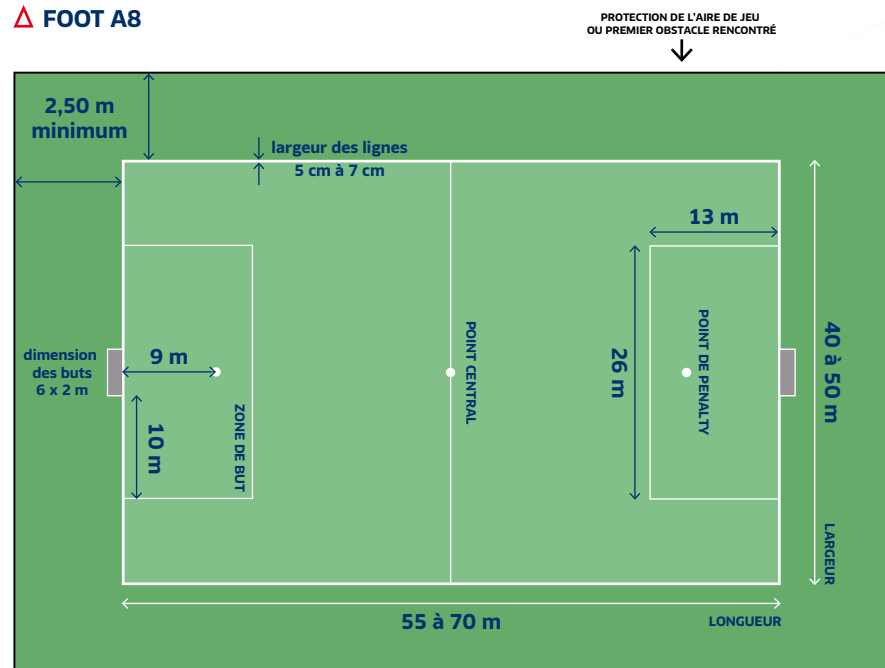 FOOT A8
PROTECTION DE L'AIRE DE JEU
OU PREMIER OBSTACLE RENCONTRÉ
2,50 m
minimum
largeur des lignes
5 cm à 7 cm
13 m
dimension
des buts
6 x 2 m
9 m
10 m
ZONE DE BUT
POINT CENTRAL
26 m
POINT DE PENALTY
40 à 50 m
LARGEUR
55 à 70 m
LONGUEUR